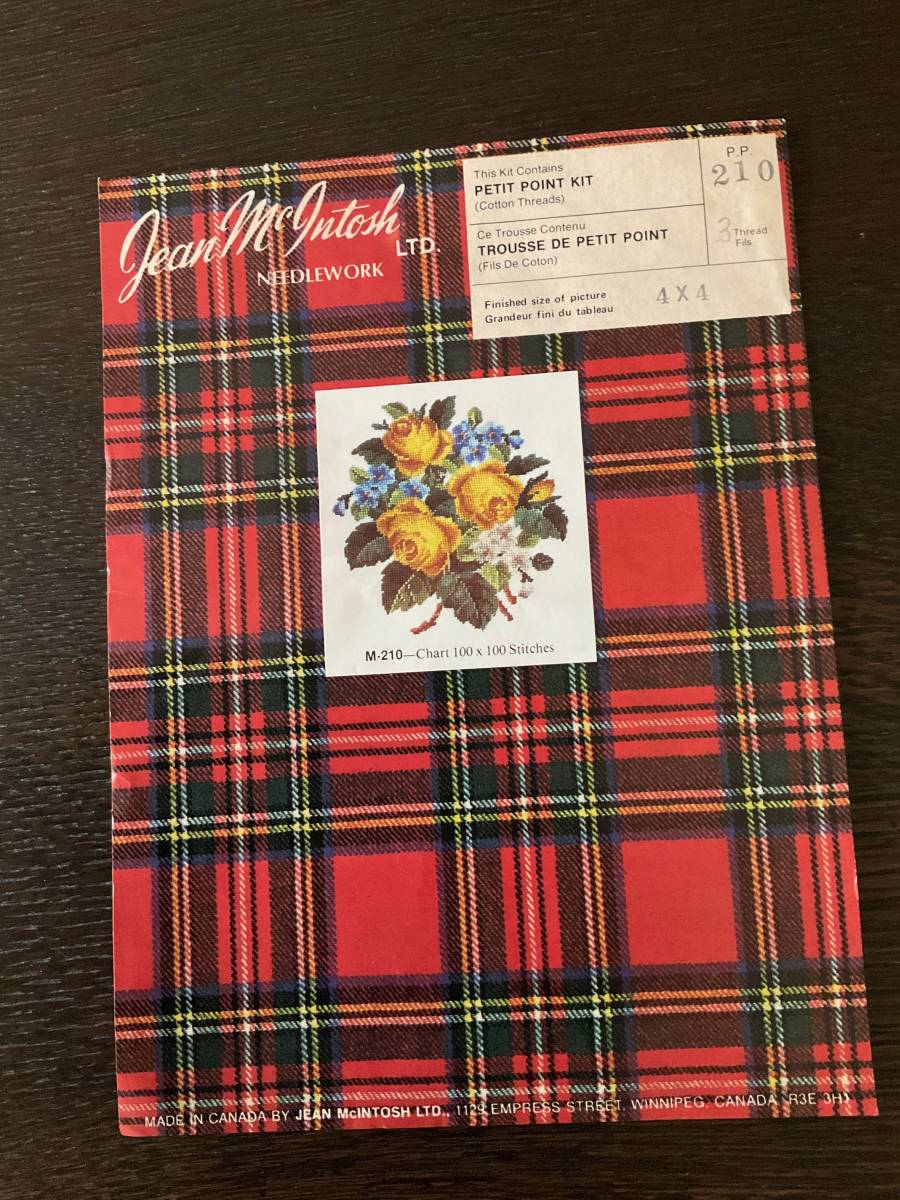 Jean McIntosh LTD.
NEEDLEWORK
This Kit Contains
PETIT POINT KIT
(Cotton Threads)
Ce Trousse Contenu
TROUSSE DE PETIT POINT
(Fils De Coton)
P.P.
210
3 Thread
Fils
Finished size of picture
Grandeur fini du tableau
4 X 4
M-210—Chart 100 x 100 Stitches
MADE IN CANADA BY JEAN McINTOSH LTD., 1129 EMPRESS STREET, WINNIPEG, CANADA R3E 3H1